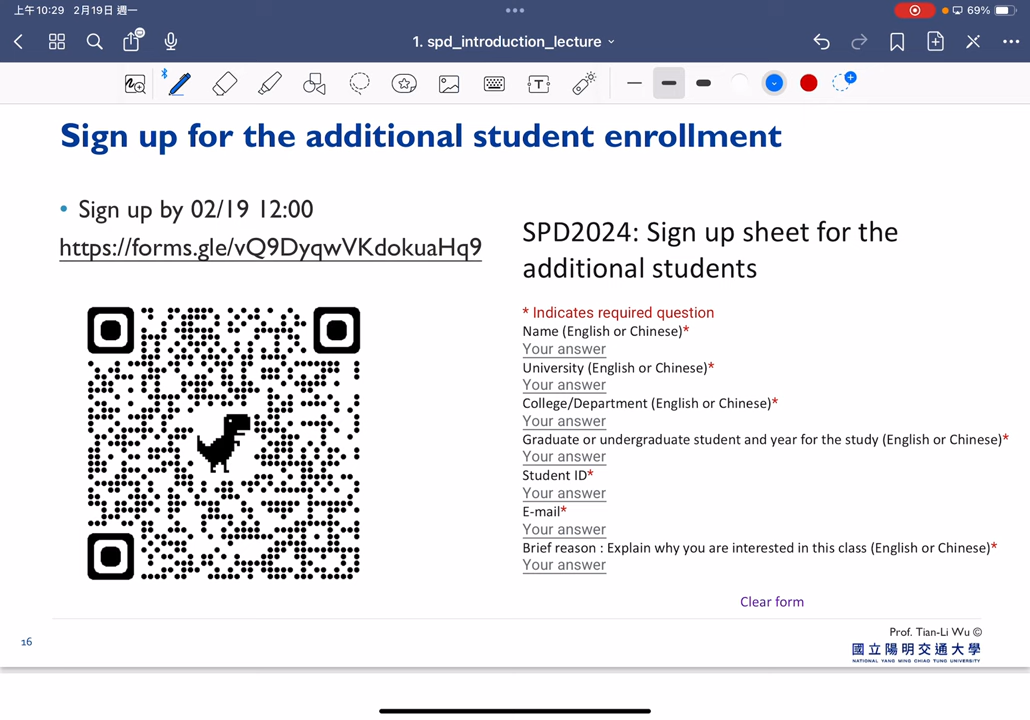 上午10:29 2月19日 週一
69%
1. spd_introduction_lecture
Sign up for the additional student enrollment
• Sign up by 02/19 12:00
https://forms.gle/vQ9DyqwVKdokuaHq9
SPD2024: Sign up sheet for the
additional students
* Indicates required question
Name (English or Chinese)*
Your answer
University (English or Chinese)*
Your answer
College/Department (English or Chinese)*
Your answer
Graduate or undergraduate student and year for the study (English or Chinese)*
Your answer
Student ID*
Your answer
E-mail*
Your answer
Brief reason : Explain why you are interested in this class (English or Chinese)*
Your answer
Clear form
16
Prof. Tian-Li Wu ©
國立陽明交通大學
NATIONAL YANG MING CHIAO TUNG UNIVERSITY